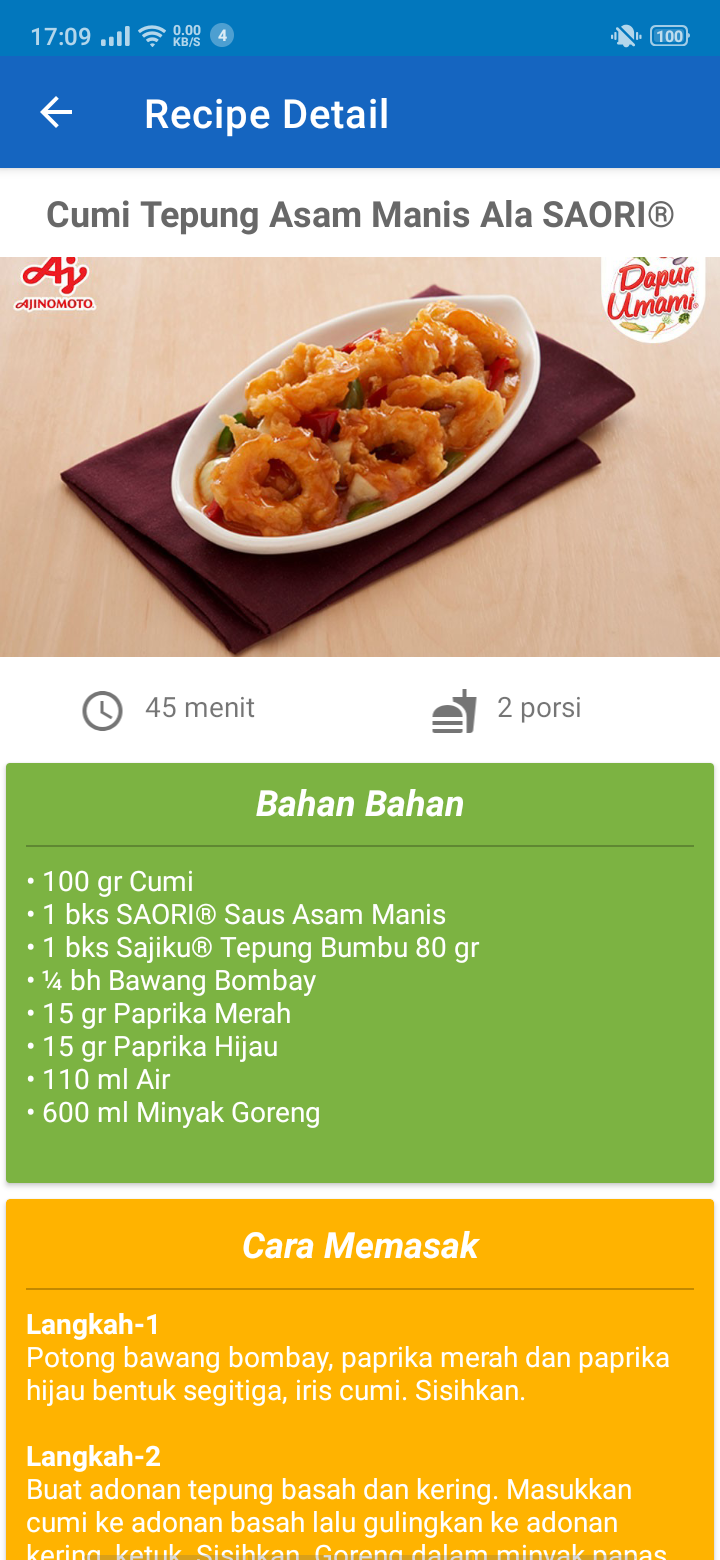 17:09
0.00
KB/S
4
100
Recipe Detail
Cumi Tepung Asam Manis Ala SAORI®
Aj
AJINOMOTO®
Dapur
Umami®
45 menit
2 porsi
Bahan Bahan
• 100 gr Cumi
• 1 bks SAORI® Saus Asam Manis
• 1 bks Sajiku® Tepung Bumbu 80 gr
• ¼ bh Bawang Bombay
• 15 gr Paprika Merah
• 15 gr Paprika Hijau
• 110 ml Air
• 600 ml Minyak Goreng
Cara Memasak
Langkah-1
Potong bawang bombay, paprika merah dan paprika
hijau bentuk segitiga, iris cumi. Sisihkan.
Langkah-2
Buat adonan tepung basah dan kering. Masukkan
cumi ke adonan basah lalu gulingkan ke adonan
kering, ketuk. Sisihkan. Goreng dalam minyak panas